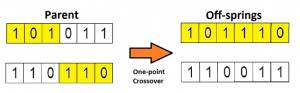 Parent
Off-springs
1 0 1 0 1 1
1 0 1 1 1 0
One-point
Crossover
1 1 0 1 1 0
1 1 0 0 1 1